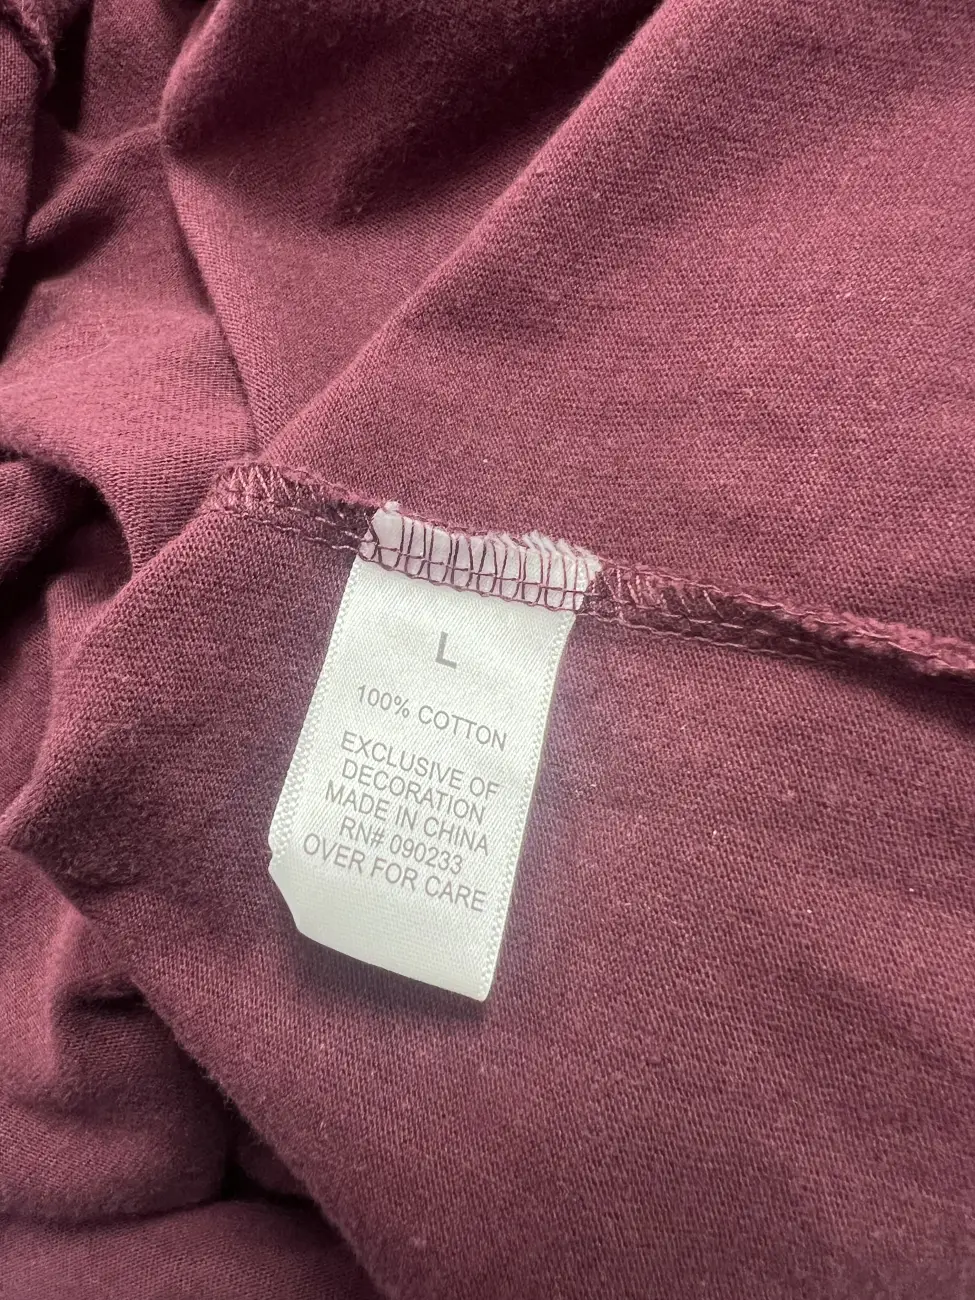 L
100% COTTON
EXCLUSIVE OF
DECORATION
MADE IN CHINA
RN# 090233
OVER FOR CARE